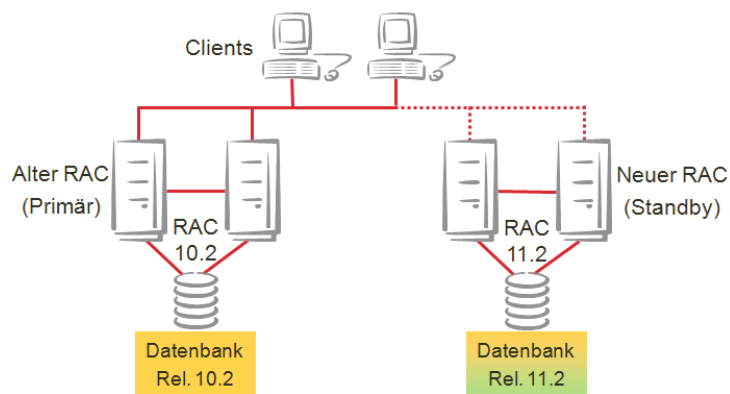 Clients
Alter RAC
(Primär)
RAC
10.2
Datenbank
Rel. 10.2
Neuer RAC
(Standby)
RAC
11.2
Datenbank
Rel. 11.2